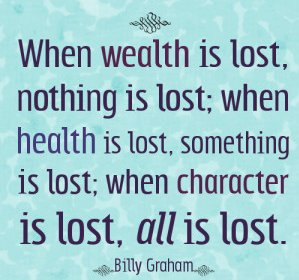 When wealth is lost,
nothing is lost; when
health is lost, something
is lost; when character
is lost, all is lost.
Billy Graham